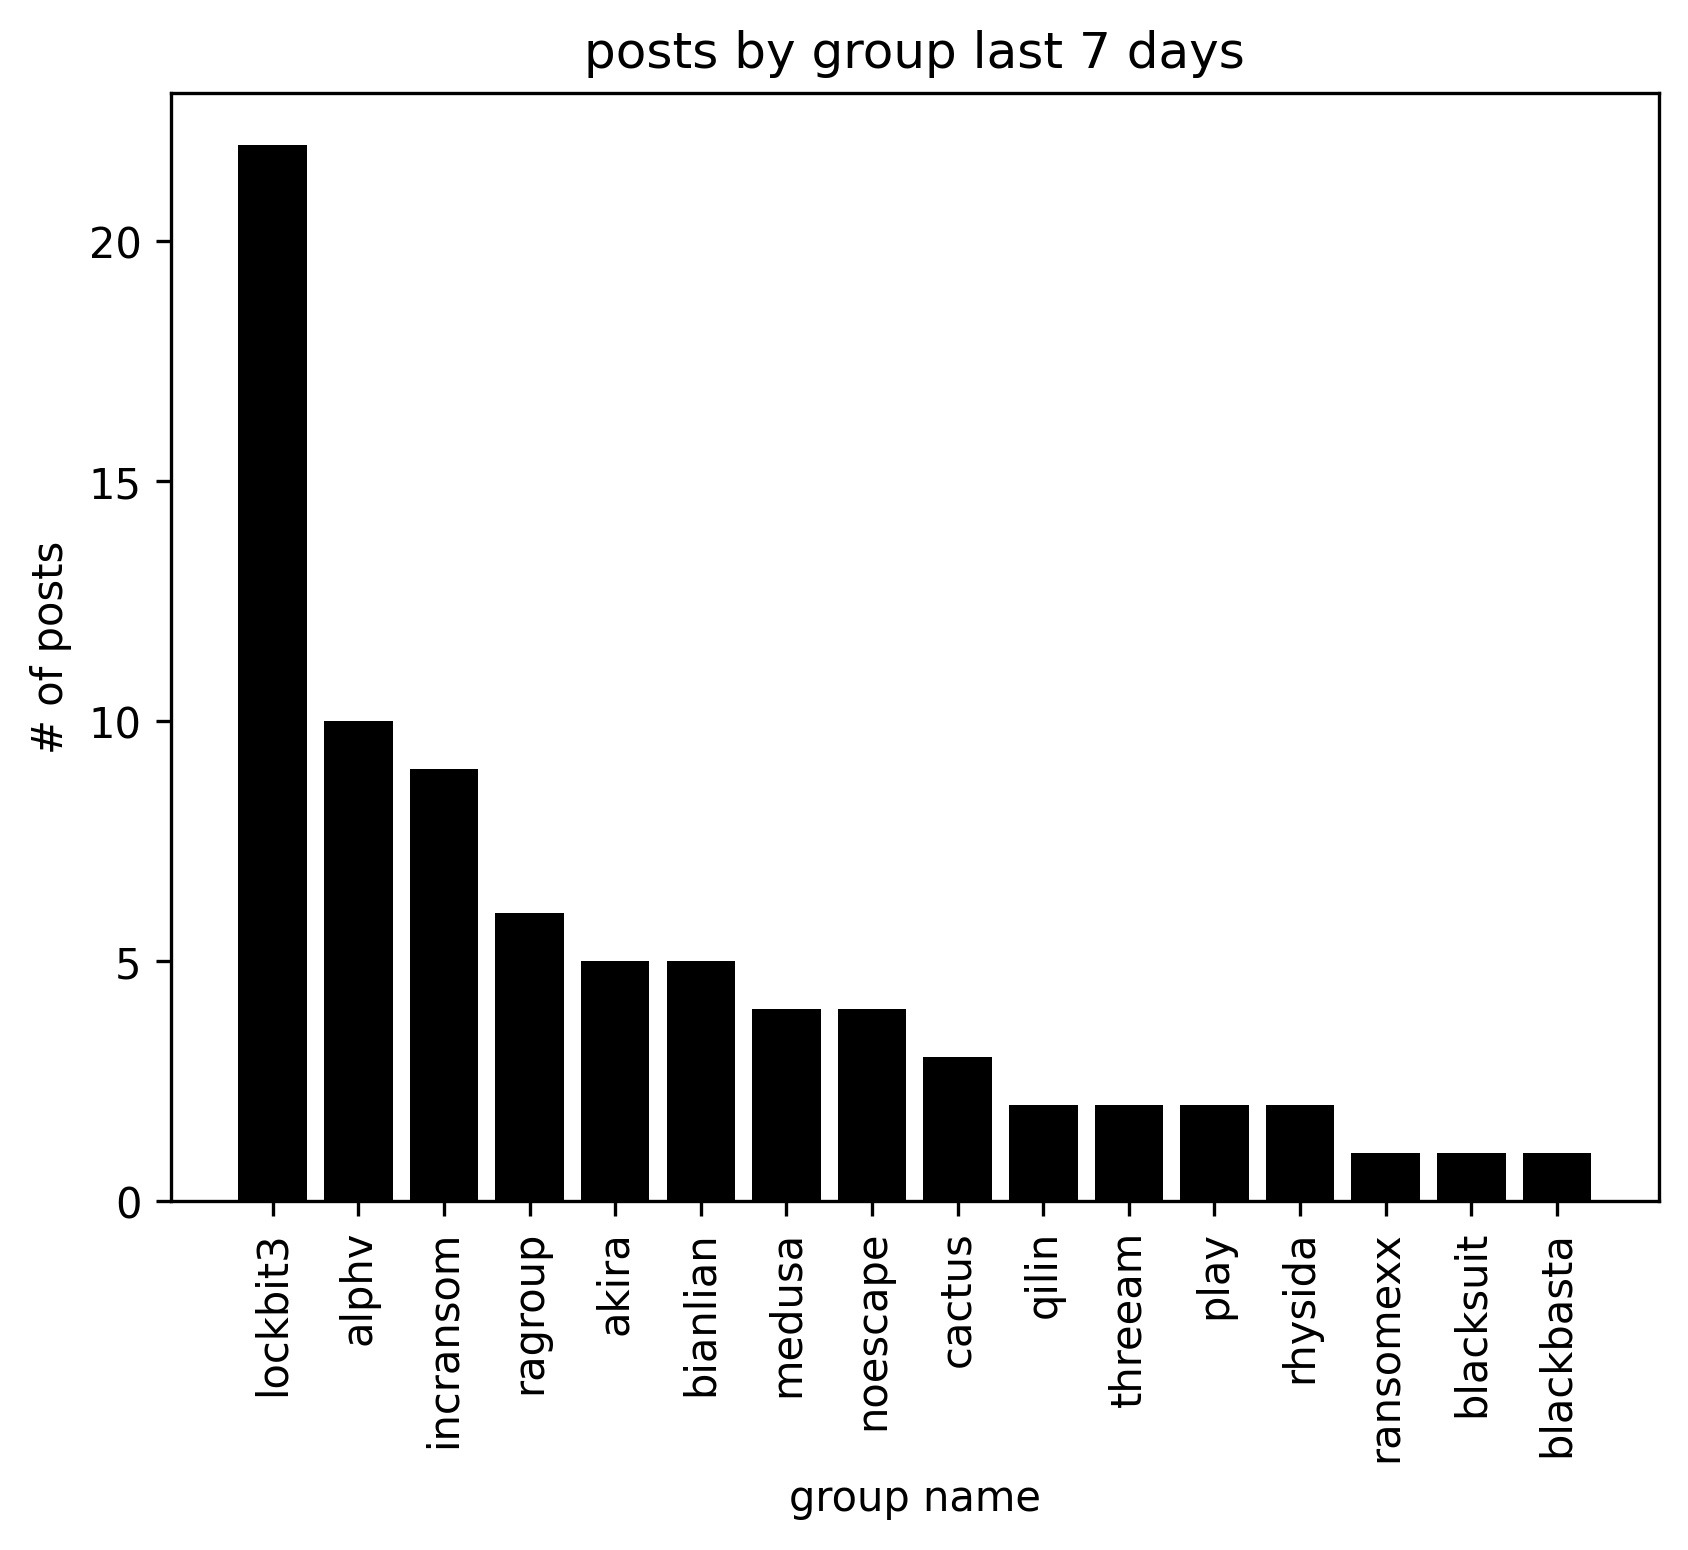 posts by group last 7 days
20
15
10
5
0
# of posts
lockbit3
alphv
incransom
ragroup
akira
bianlian
medusa
noescape
cactus
qilin
threeam
play
rhysida
ransomexx
blacksuit
blackbasta
group name